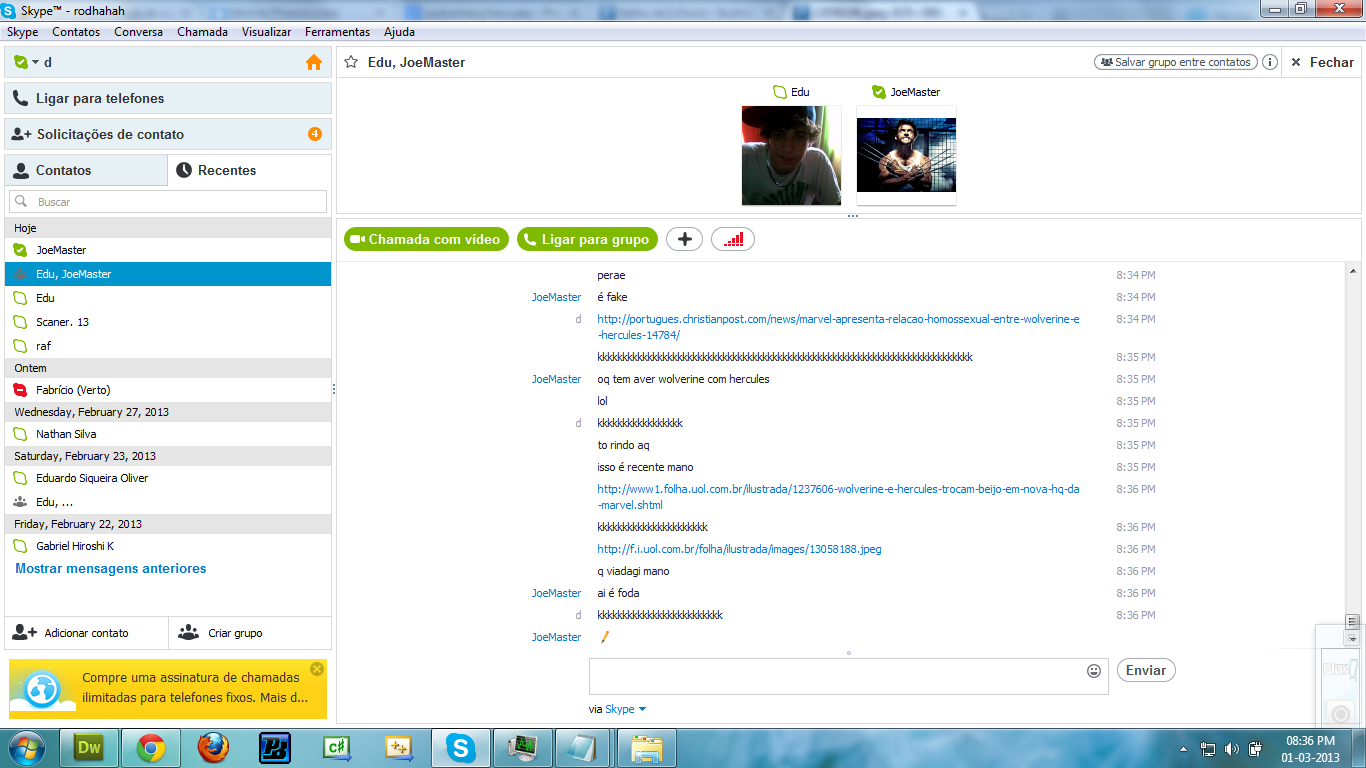 Skype™ - rodhahah
Skype Contatos Conversa Chamada Visualizar Ferramentas Ajuda
d
Ligar para telefones
Solicitações de contato 4
Contatos Recentes
Buscar
Hoje
JoeMaster
Edu, JoeMaster
Edu
Scaner. 13
raf
Ontem
Fabrício (Verto)
Wednesday, February 27, 2013
Nathan Silva
Saturday, February 23, 2013
Eduardo Siqueira Oliver
Edu, ...
Friday, February 22, 2013
Gabriel Hiroshi K
Mostrar mensagens anteriores
Adicionar contato Criar grupo
Compre uma assinatura de chamadas
ilimitadas para telefones fixos. Mais d...
Edu, JoeMaster
Salvar grupo entre contatos
Fechar
Edu JoeMaster
Chamada com vídeo Ligar para grupo
perae 8:34 PM
JoeMaster é fake 8:34 PM
d http://portugues.christianpost.com/news/marvel-apresenta-relacao-homossexual-entre-wolverine-e 8:34 PM
-hercules-14784/
kkkkkkkkkkkkkkkkkkkkkkkkkkkkkkkkkkkkkkkkkkkkkkkkkkkkkkkkkkkkkkkkkkkkkkkkkkk 8:35 PM
JoeMaster oq tem aver wolverine com hercules 8:35 PM
lol 8:35 PM
d kkkkkkkkkkkkkkkkk 8:35 PM
to rindo aq 8:35 PM
isso é recente mano 8:35 PM
http://www1.folha.uol.com.br/ilustrada/1237606-wolverine-e-hercules-trocam-beijo-em-nova-hq-da 8:36 PM
-marvel.shtml
kkkkkkkkkkkkkkkkkkkkkk 8:36 PM
http://f.i.uol.com.br/folha/ilustrada/images/13058188.jpeg 8:36 PM
q viadagi mano 8:36 PM
JoeMaster ai é foda 8:36 PM
d kkkkkkkkkkkkkkkkkkkkkkkkk 8:36 PM
JoeMaster
Enviar
via Skype
Plus!
Dw
C#
08:36 PM
01-03-2013